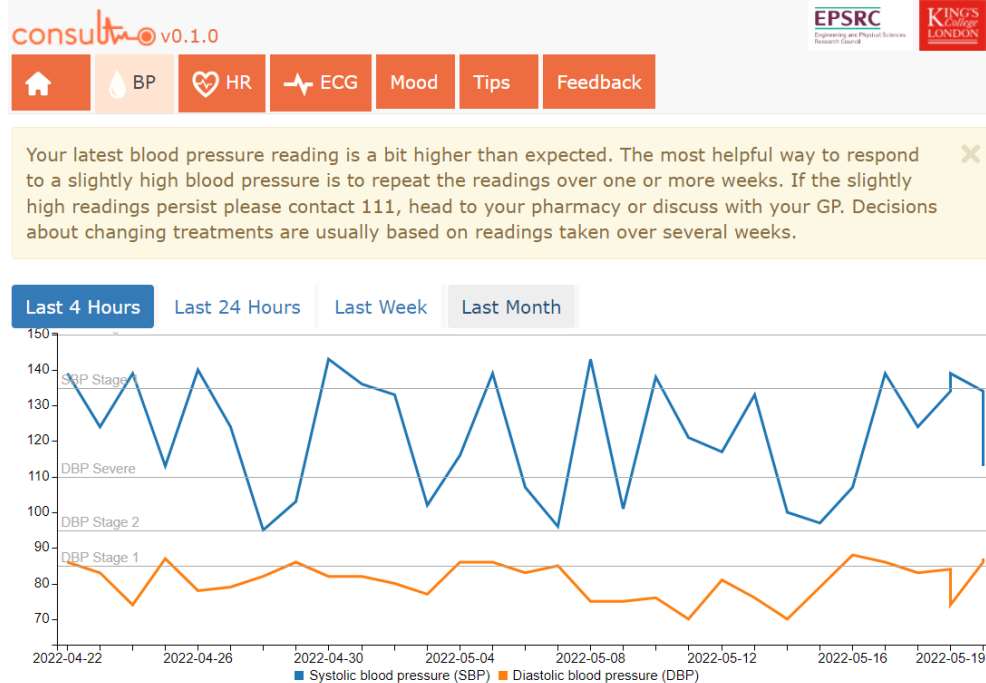 consult v0.1.0
EPSRC
Engineering and Physical Sciences
Research Council
KING'S
College
LONDON
BP
HR
ECG
Mood
Tips
Feedback
Your latest blood pressure reading is a bit higher than expected. The most helpful way to respond
to a slightly high blood pressure is to repeat the readings over one or more weeks. If the slightly
high readings persist please contact 111, head to your pharmacy or discuss with your GP. Decisions
about changing treatments are usually based on readings taken over several weeks.
×
Last 4 Hours
Last 24 Hours
Last Week
Last Month
150
140
SBP Stage 1
130
120
110
DBP Severe
100
DBP Stage 2
90
DBP Stage 1
80
70
2022-04-22
2022-04-26
2022-04-30
2022-05-04
2022-05-08
2022-05-12
2022-05-16
2022-05-19
Systolic blood pressure (SBP)
Diastolic blood pressure (DBP)